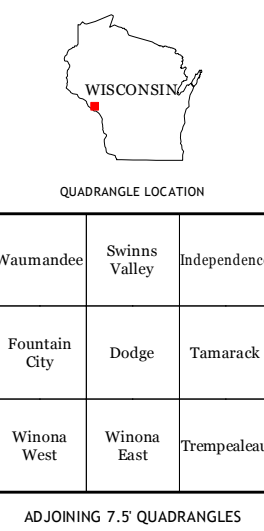 WISCONSIN
QUADRANGLE LOCATION
Waumandee
Swinns
Valley
Independence
Fountain
City
Dodge
Tamarack
Winona
West
Winona
East
Trempealeau
ADJOINING 7.5' QUADRANGLES